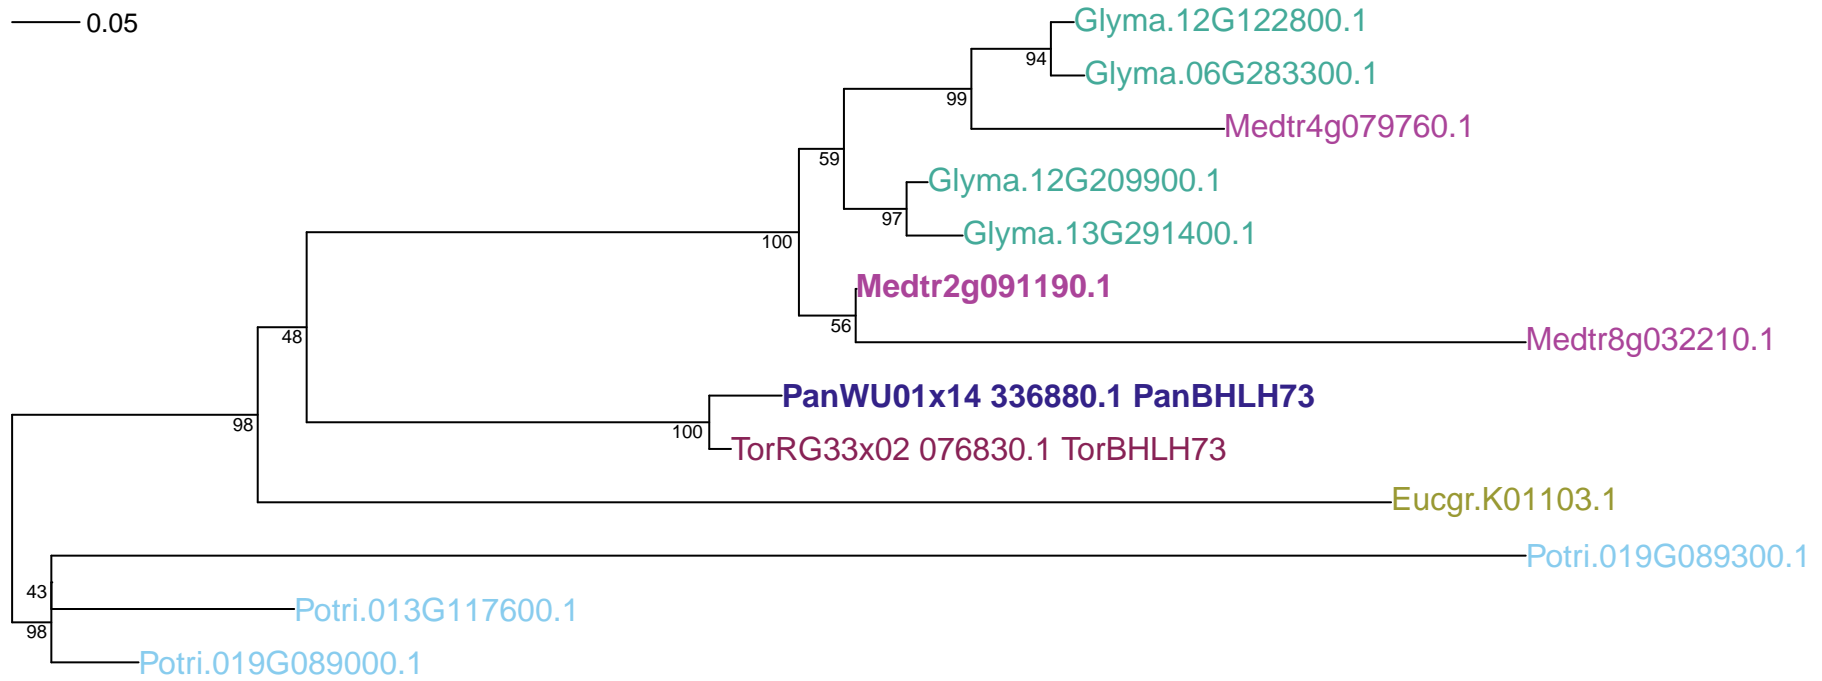 0.05
Glyma.12G122800.1
94
Glyma.06G283300.1
99
Medtr4g079760.1
59
Glyma.12G209900.1
97
Glyma.13G291400.1
100
Medtr2g091190.1
56
Medtr8g032210.1
48
PanWU01x14 336880.1 PanBHLH73
98
100
TorRG33x02 076830.1 TorBHLH73
Eucgr.K01103.1
Potri.019G089300.1
43
Potri.013G117600.1
98
Potri.019G089000.1